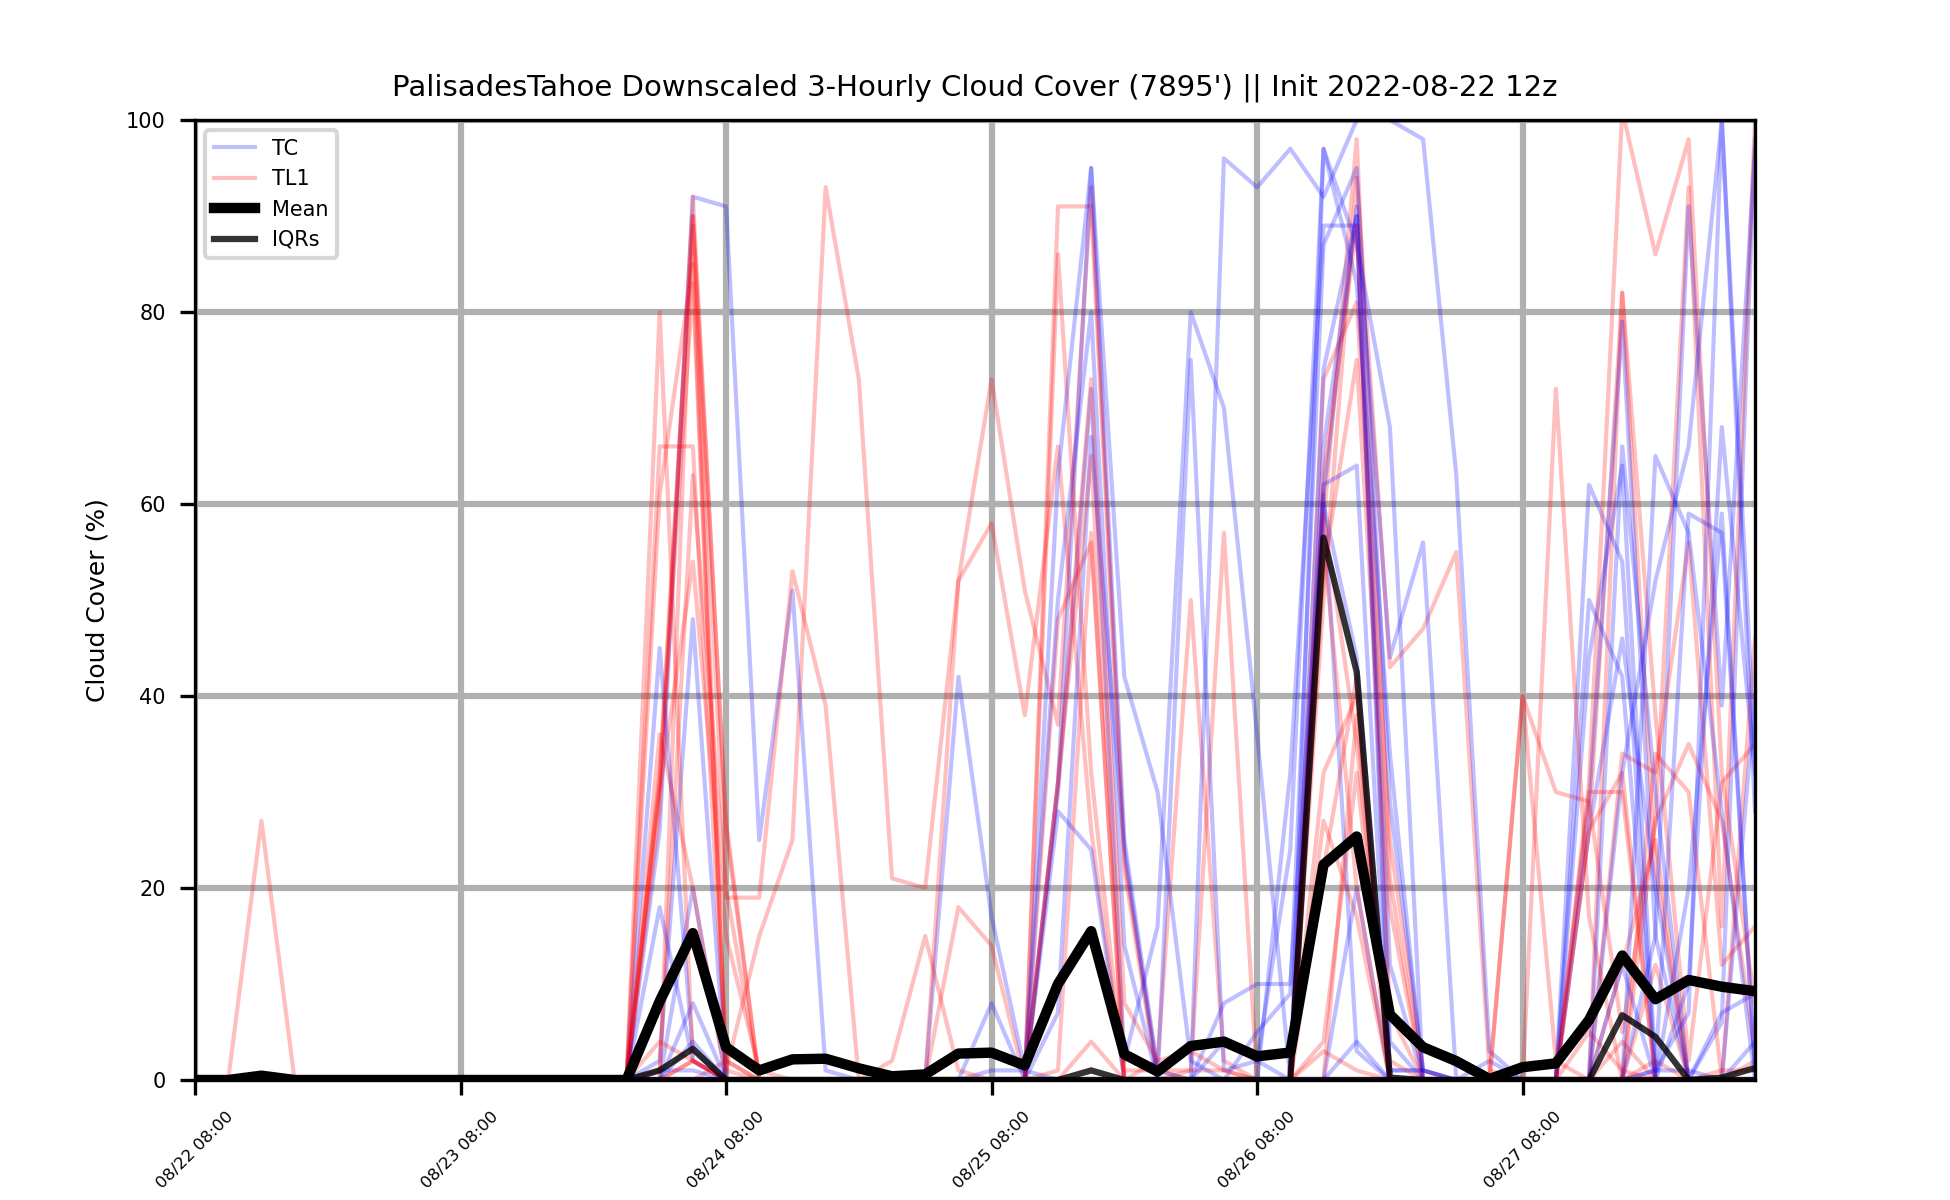 PalisadesTahoe Downscaled 3-Hourly Cloud Cover (7895') || Init 2022-08-22 12z
TC
TL1
Mean
IQRs
Cloud Cover (%)
100
80
60
40
20
0
08/22 08:00
08/23 08:00
08/24 08:00
08/25 08:00
08/26 08:00
08/27 08:00